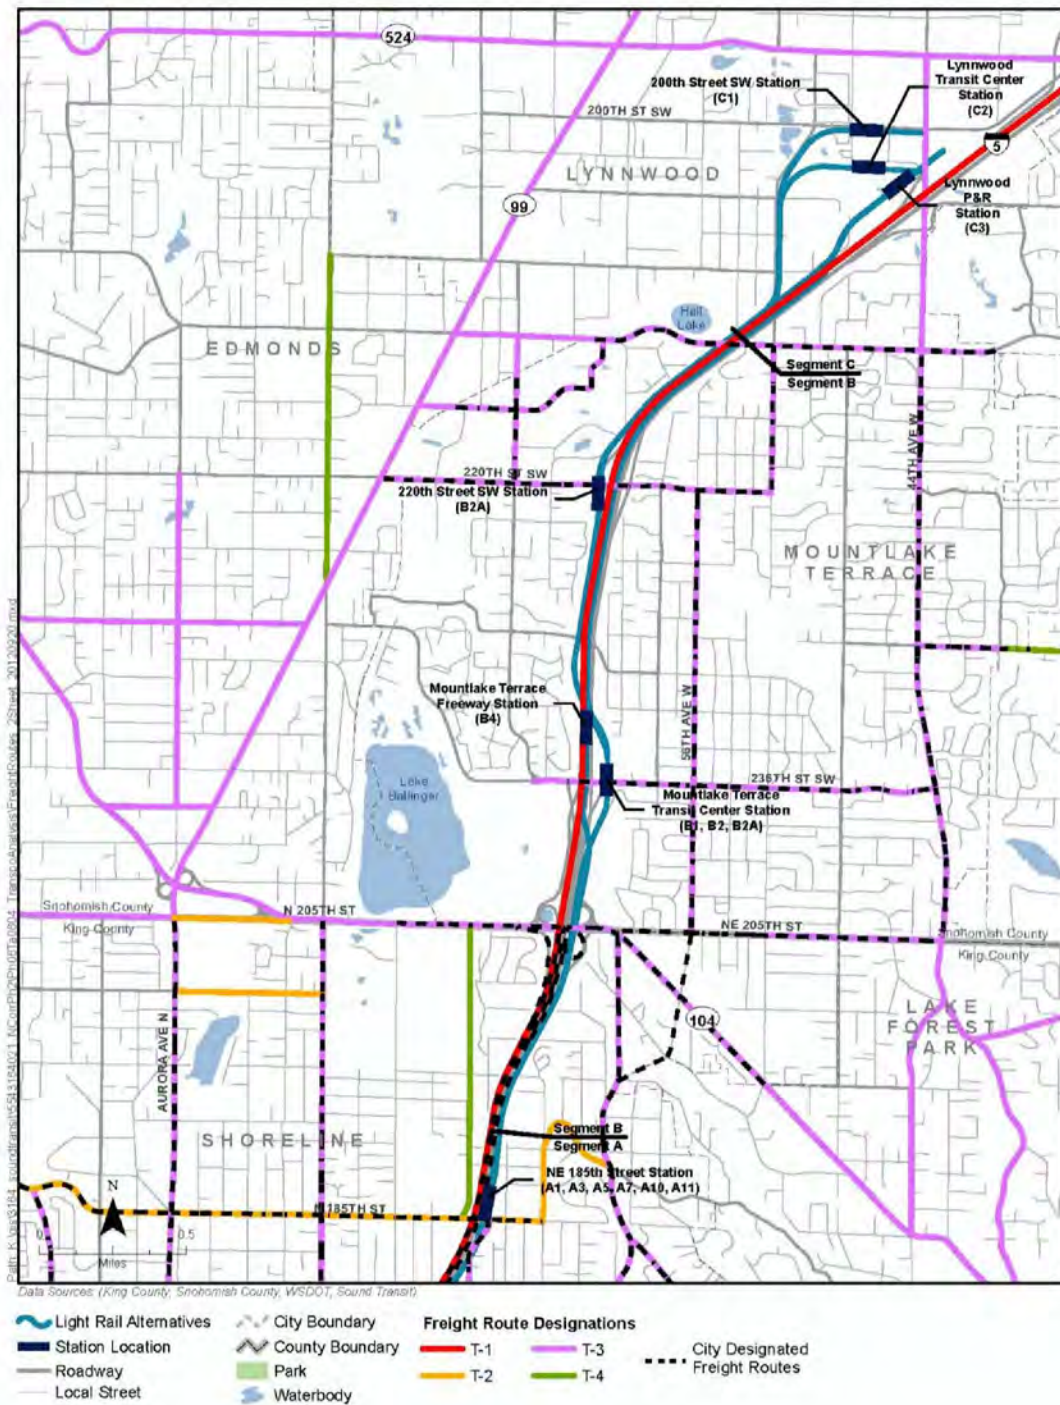 524
200th Street SW Station
(C1)
Lynnwood
Transit Center
Station
(C2)
200TH ST SW
5
LYNNWOOD
Lynnwood
P&R
Station
(C3)
99
Hall
Lake
EDMONDS
Segment C
Segment B
44TH AVE W
220TH ST SW
220th Street SW Station
(B2A)
MOUNTLAKE
TERRACE
Mountlake Terrace
Freeway Station
(B4)
58TH AVE W
Lake
Ballinger
236TH ST SW
Mountlake Terrace
Transit Center Station
(B1, B2, B2A)
Snohomish County
King County
N 205TH ST
NE 205TH ST
Snohomish County
King County
104
LAKE
FOREST
PARK
AURORA AVE N
SHORELINE
Segment B
Segment A
NE 185th Street Station
(A1, A3, A5, A7, A10, A11)
N
N 185TH ST
0
0.5
Miles
Data Sources: (King County, Snohomish County, WSDOT, Sound Transit)
Light Rail Alternatives
Station Location
Roadway
Local Street
City Boundary
County Boundary
Park
Waterbody
Freight Route Designations
T-1
T-2
T-3
T-4
City Designated
Freight Routes